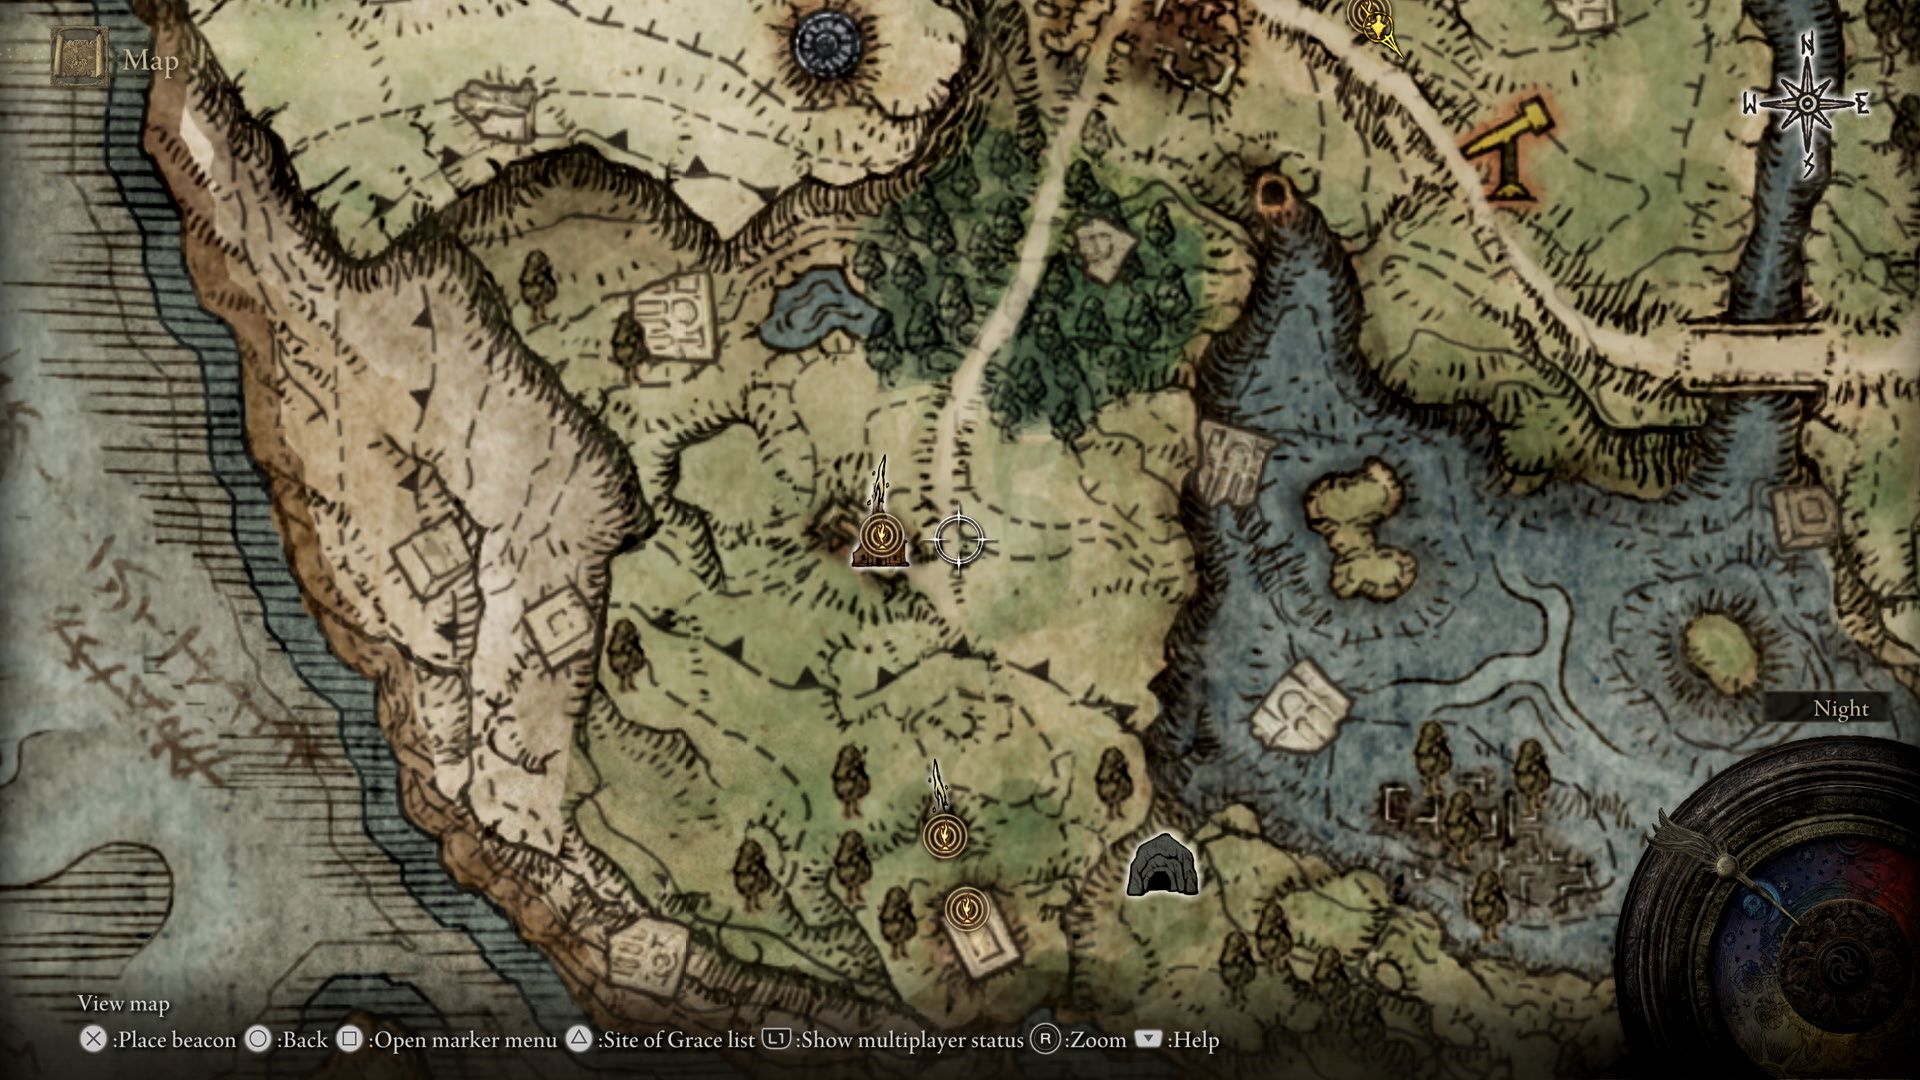 Map
N
W E
S
Night
View map
:Place beacon :Back :Open marker menu :Site of Grace list L1 :Show multiplayer status R :Zoom :Help